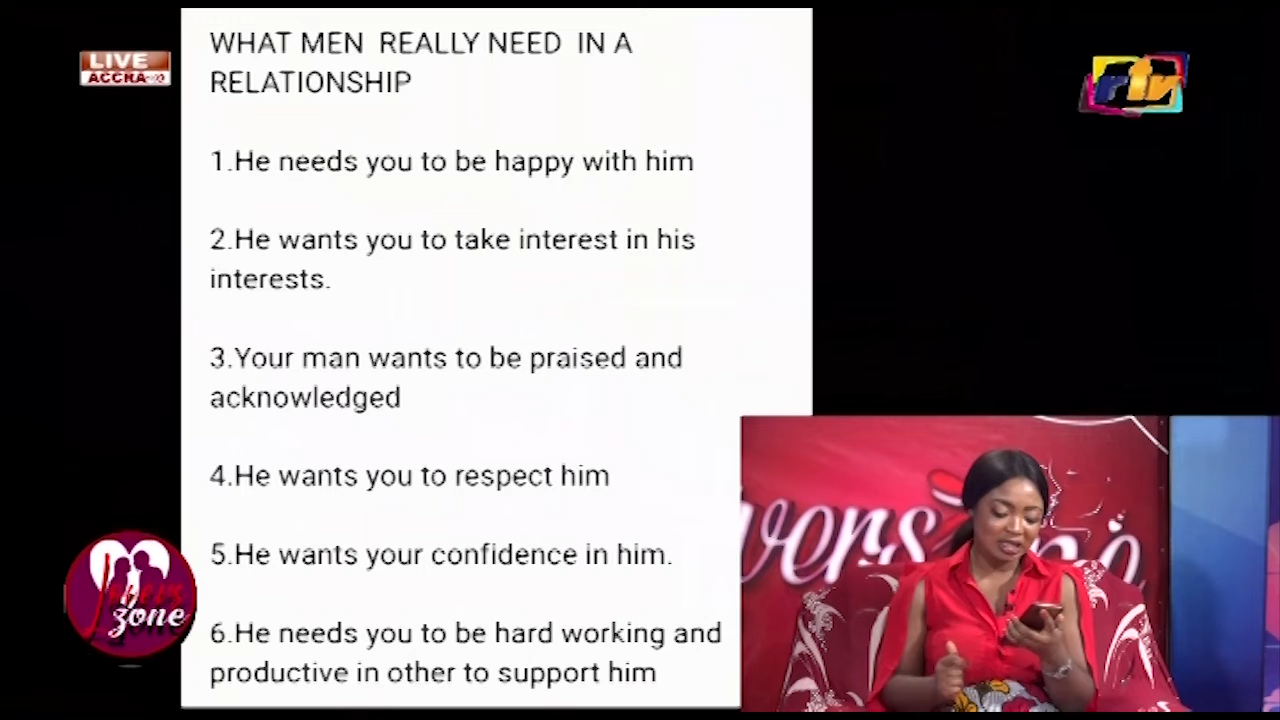 WHAT MEN REALLY NEED IN A
RELATIONSHIP
1.He needs you to be happy with him
2.He wants you to take interest in his
interests.
3.Your man wants to be praised and
acknowledged
4.He wants you to respect him
5.He wants your confidence in him.
6.He needs you to be hard working and
productive in other to support him
LIVE
ACCRA
rtv
Lovers
zone